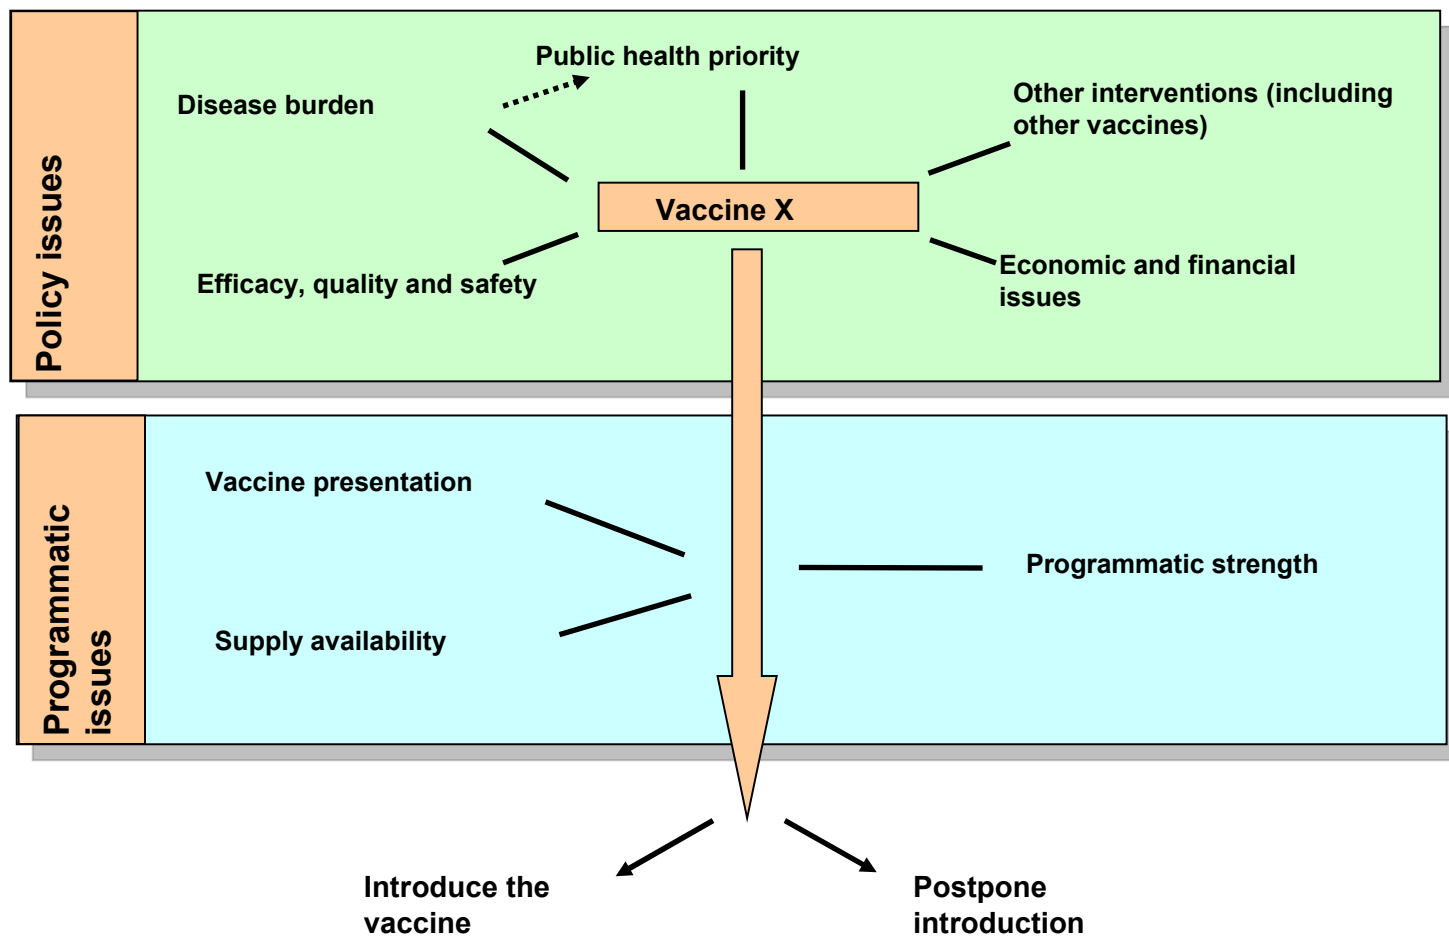 Policy issues
Public health priority
Disease burden
Other interventions (including
other vaccines)
Vaccine X
Efficacy, quality and safety
Economic and financial
issues
Programmatic
issues
Vaccine presentation
Programmatic strength
Supply availability
Introduce the
vaccine
Postpone
introduction